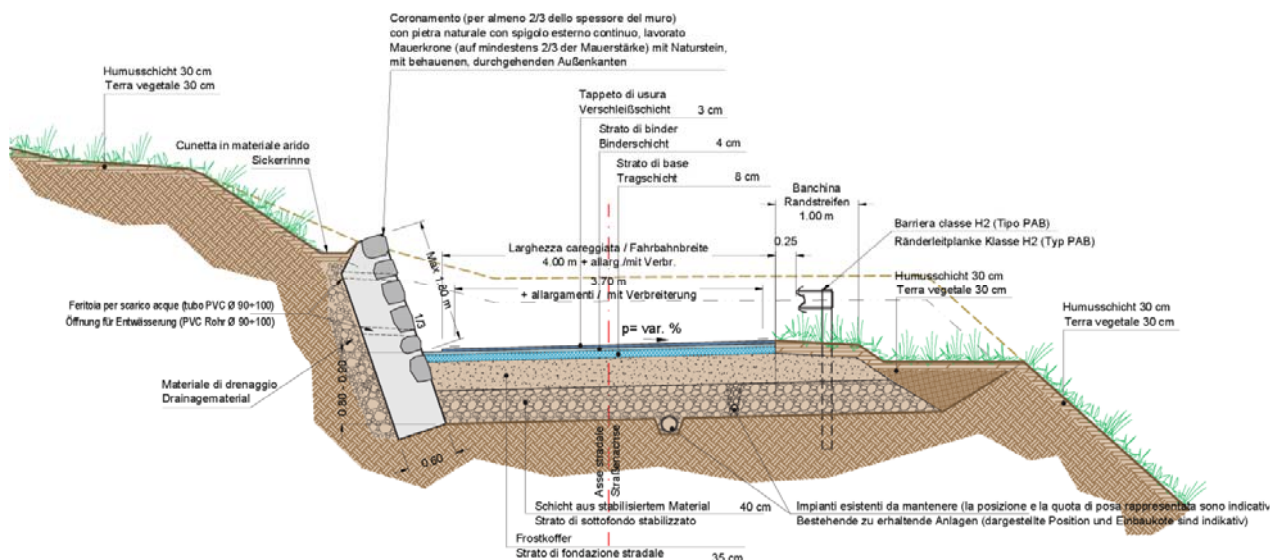 Coronamento (per almeno 2/3 dello spessore del muro)
con pietra naturale con spigolo esterno continuo, lavorato
Mauerkrone (auf mindestens 2/3 der Mauerstärke) mit Naturstein,
mit behauenen, durchgehenden Außenkanten
Humusschicht 30 cm
Terra vegetale 30 cm
Tappeto di usura
Verschleißschicht 3 cm
Strato di binder
Binderschicht 4 cm
Strato di base
Tragschicht 8 cm
Cunetta in materiale arido
Sickerrinne
Banchina
Randstreifen
1.00 m
0.25
Barriera classe H2 (Tipo PAB)
Ränderleitplanke Klasse H2 (Typ PAB)
Max 1.80 m
1/3
Larghezza careggiata / Fahrbahnbreite
4.00 m + allarg./mit Verbr.
3.70 m
+ allargamenti / mit Verbreiterung
p= var. %
Humusschicht 30 cm
Terra vegetale 30 cm
Humusschicht 30 cm
Terra vegetale 30 cm
Feritoia per scarico acque (tubo PVC Ø 90÷100)
Öffnung für Entwässerung (PVC Rohr Ø 90÷100)
Materiale di drenaggio
Drainagematerial
0.90
0.80
0.60
Asse stradale
Straßenachse
Schicht aus stabilisiertem Material 40 cm
Strato di sottofondo stabilizzato
Impianti esistenti da mantenere (la posizione e la quota di posa rappresentata sono indicativ
Bestehende zu erhaltende Anlagen (dargestellte Position und Einbaukote sind indikativ)
Frostkoffer
Strato di fondazione stradale 35 cm